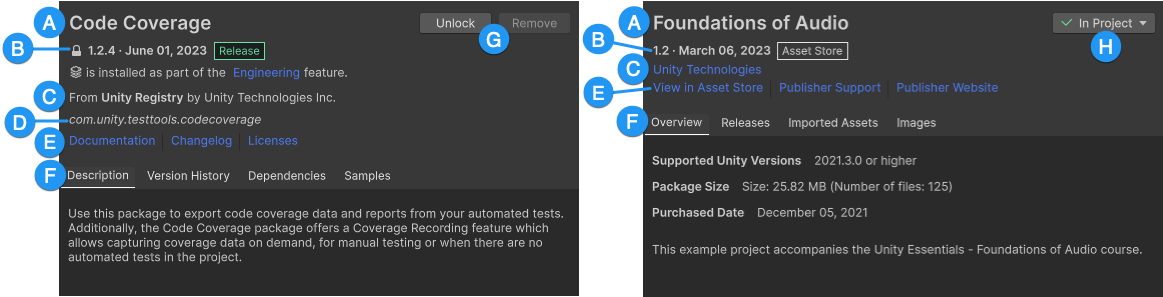 A Code Coverage Unlock Remove
G
B 1.2.4 · June 01, 2023 Release
is installed as part of the Engineering feature.
C From Unity Registry by Unity Technologies Inc.
D com.unity.testtools.codecoverage
E Documentation Changelog Licenses
F Description Version History Dependencies Samples
Use this package to export code coverage data and reports from your automated tests.
Additionally, the Code Coverage package offers a Coverage Recording feature which
allows capturing coverage data on demand, for manual testing or when there are no
automated tests in the project.
A Foundations of Audio In Project
H
B 1.2 · March 06, 2023 Asset Store
C Unity Technologies
E View in Asset Store Publisher Support Publisher Website
F Overview Releases Imported Assets Images
Supported Unity Versions 2021.3.0 or higher
Package Size Size: 25.82 MB (Number of files: 125)
Purchased Date December 05, 2021
This example project accompanies the Unity Essentials - Foundations of Audio course.